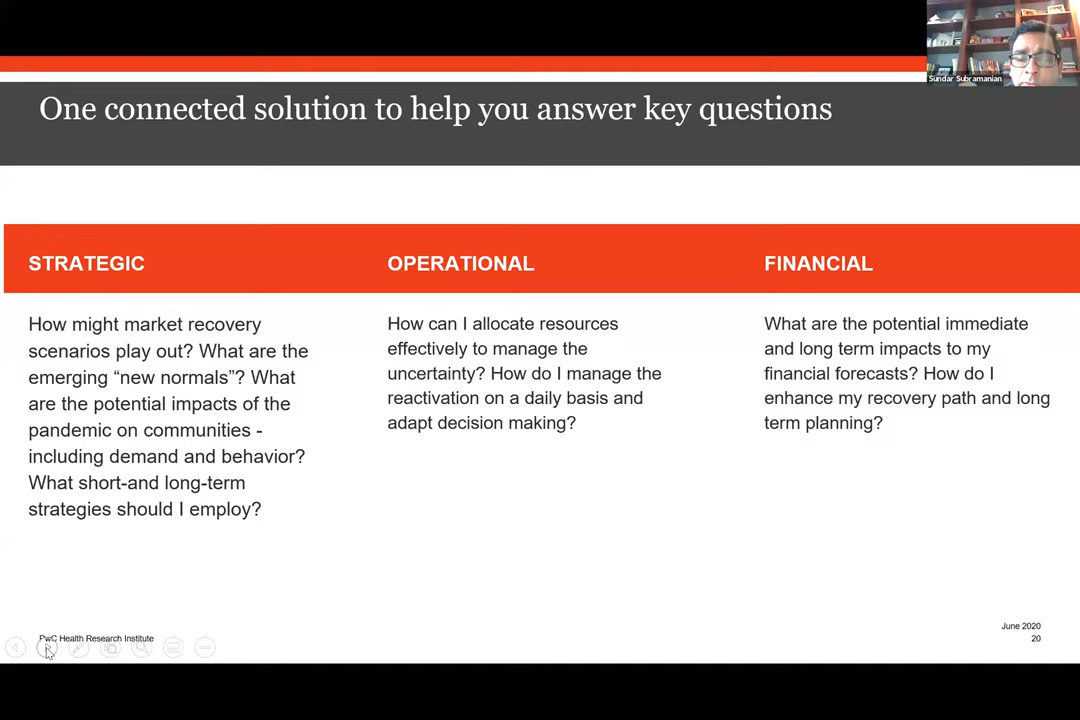 Sundar Subramanian
One connected solution to help you answer key questions
STRATEGIC
How might market recovery
scenarios play out? What are the
emerging “new normals”? What
are the potential impacts of the
pandemic on communities -
including demand and behavior?
What short-and long-term
strategies should I employ?
OPERATIONAL
How can I allocate resources
effectively to manage the
uncertainty? How do I manage the
reactivation on a daily basis and
adapt decision making?
FINANCIAL
What are the potential immediate
and long term impacts to my
financial forecasts? How do I
enhance my recovery path and long
term planning?
PwC Health Research Institute
June 2020
20